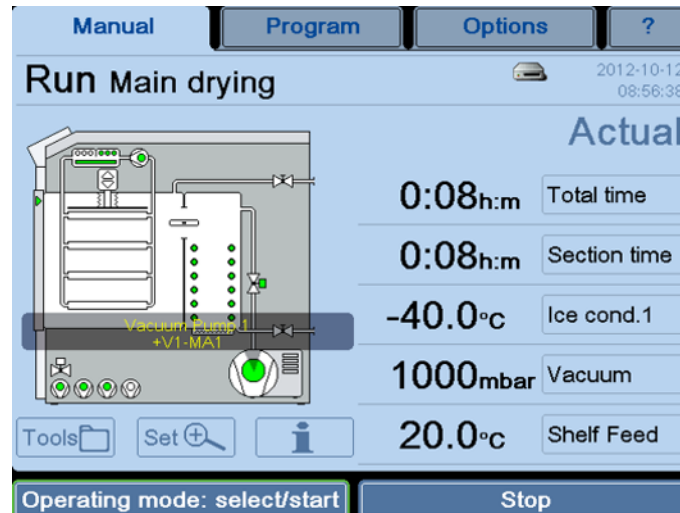 Manual
Program
Options
?
Run Main drying
2012-10-12
08:56:38
Actual
0:08h:m Total time
0:08h:m Section time
-40.0°C Ice cond.1
1000mbar Vacuum
20.0°C Shelf Feed
Vacuum Pump 1
+V1-MA1
Tools
Set
i
Operating mode: select/start
Stop